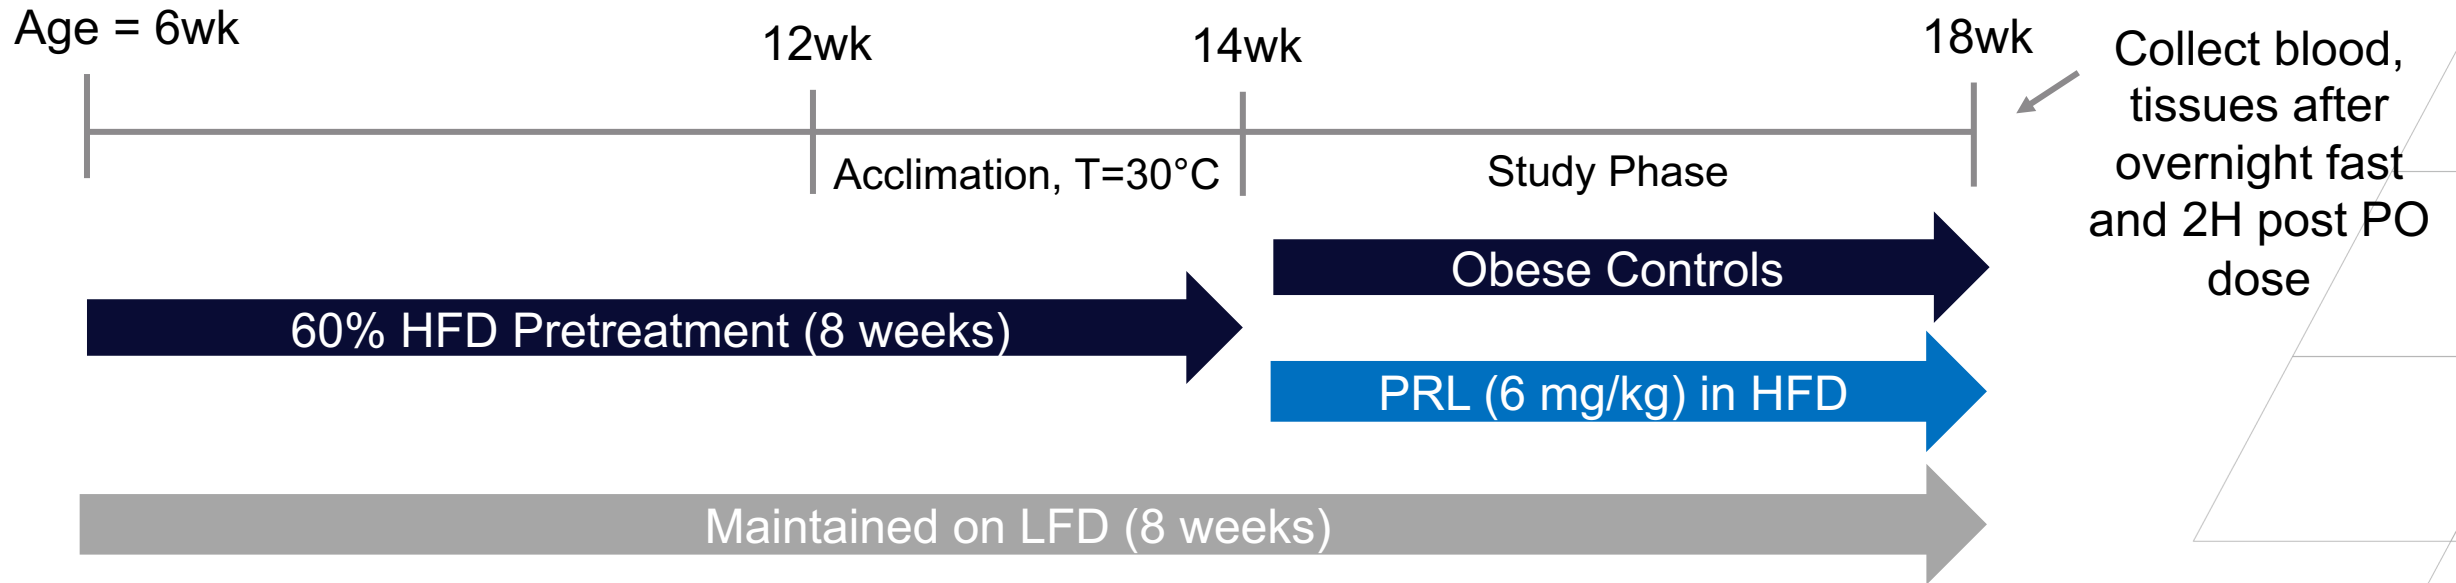 Age = 6wk
12wk
14wk
18wk
Collect blood,
tissues after
overnight fast
and 2H post PO
dose
Acclimation, T=30°C
Study Phase
Obese Controls
60% HFD Pretreatment (8 weeks)
PRL (6 mg/kg) in HFD
Maintained on LFD (8 weeks)